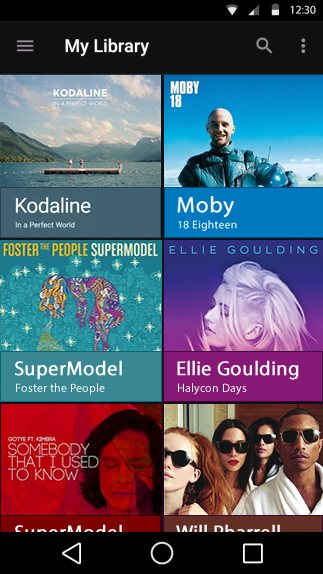 12:30
My Library
KODALINE
IN A PERFECT WORLD
MOBY
18
Kodaline
In a Perfect World
Moby
18 Eighteen
FOSTER THE PEOPLE SUPERMODEL
ELLIE GOULDING
SuperModel
Foster the People
Ellie Goulding
Halycon Days
GOTYE FT. KIMBRA
SOMEBODY
THAT I USED
TO KNOW
SuperModel
Will Pharrell